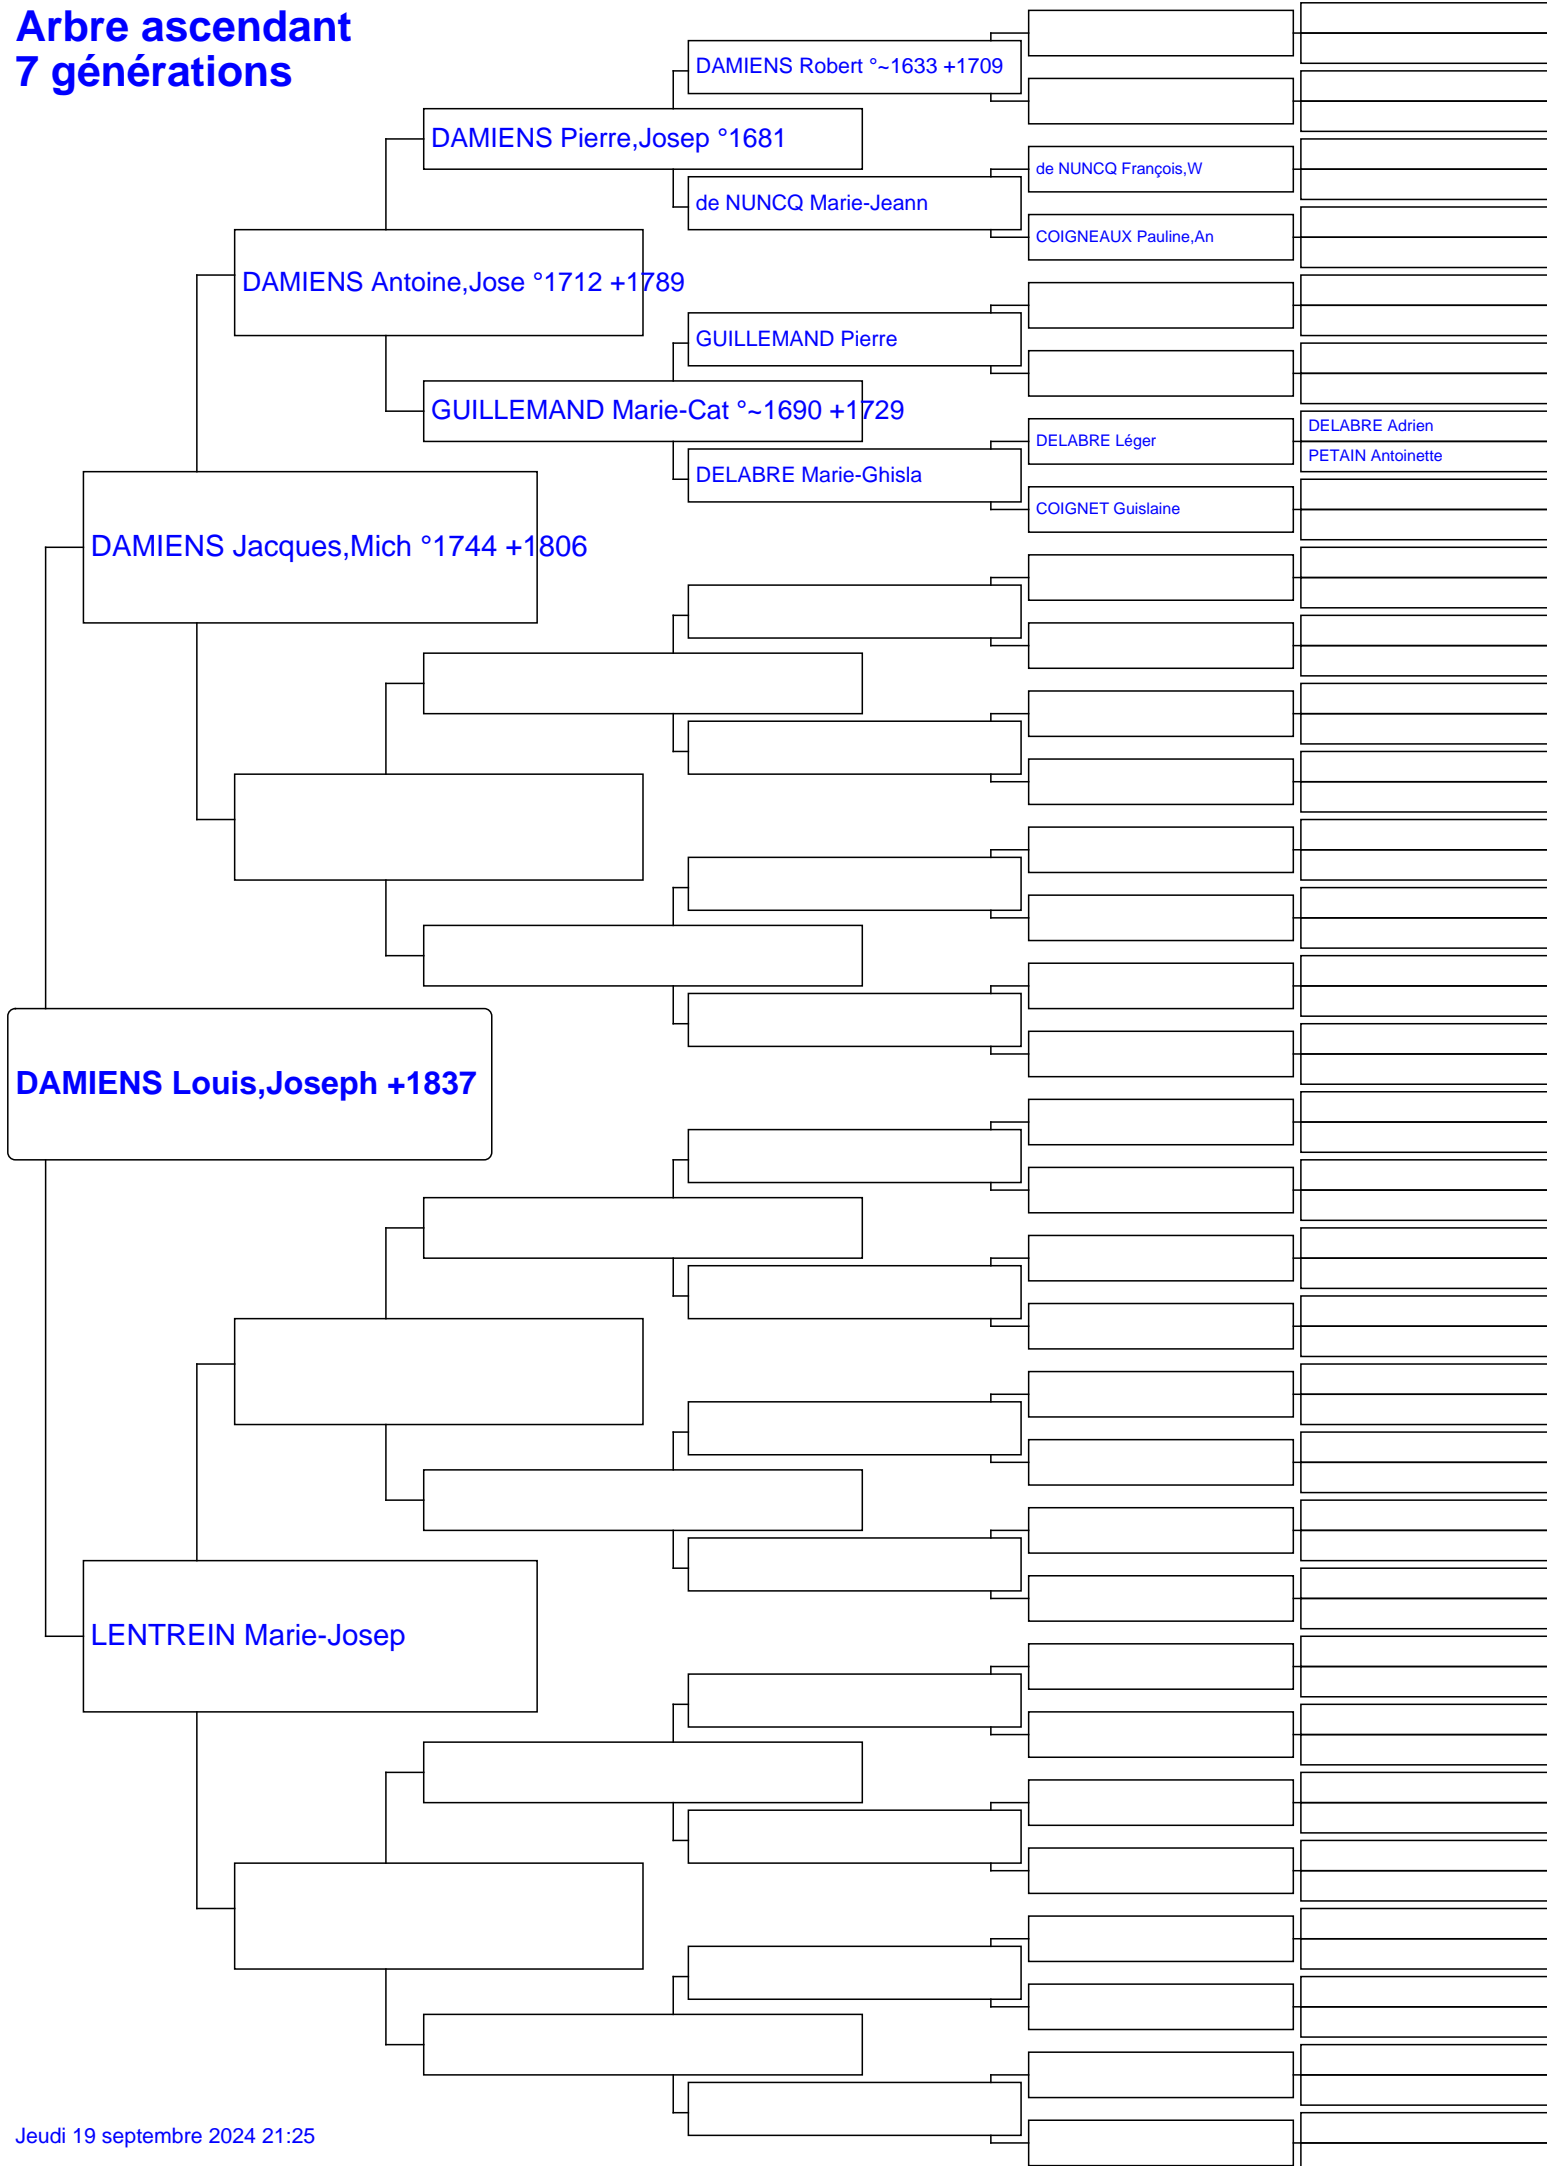 Arbre ascendant
7 générations
DAMIENS Robert °~1633 +1709
DAMIENS Pierre,Josep °1681
de NUNCQ François,W
de NUNCQ Marie-Jeann
COIGNEAUX Pauline,An
DAMIENS Antoine,Jose °1712 +1789
GUILLEMAND Pierre
GUILLEMAND Marie-Cat °~1690 +1729
DELABRE Adrien
DELABRE Léger
PETAIN Antoinette
DELABRE Marie-Ghisla
COIGNET Guislaine
DAMIENS Jacques,Mich °1744 +1806
DAMIENS Louis,Joseph +1837
LENTREIN Marie-Josep
Jeudi 19 septembre 2024 21:25